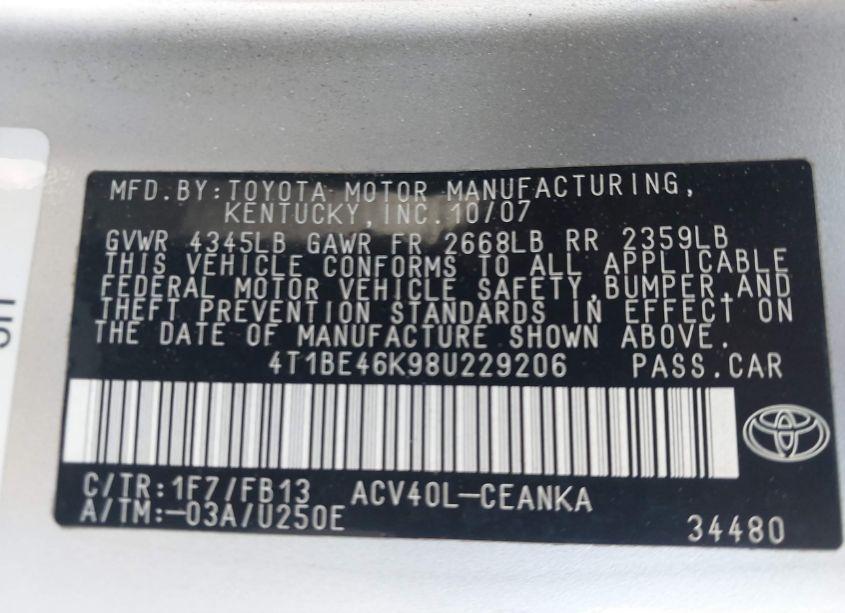 MFD.BY:TOYOTA MOTOR MANUFACTURING,
KENTUCKY,INC.10/07
GVWR 4345LB GAWR FR 2668LB RR 2359LB
THIS VEHICLE CONFORMS TO ALL APPLICABLE
FEDERAL MOTOR VEHICLE SAFETY,BUMPER,AND
THEFT PREVENTION STANDARDS IN EFFECT ON
THE DATE OF MANUFACTURE SHOWN ABOVE.
4T1BE46K98U229206 PASS.CAR
C/TR:1F7/FB13 ACV40L-CEANKA
A/TM:-03A/U250E 34480